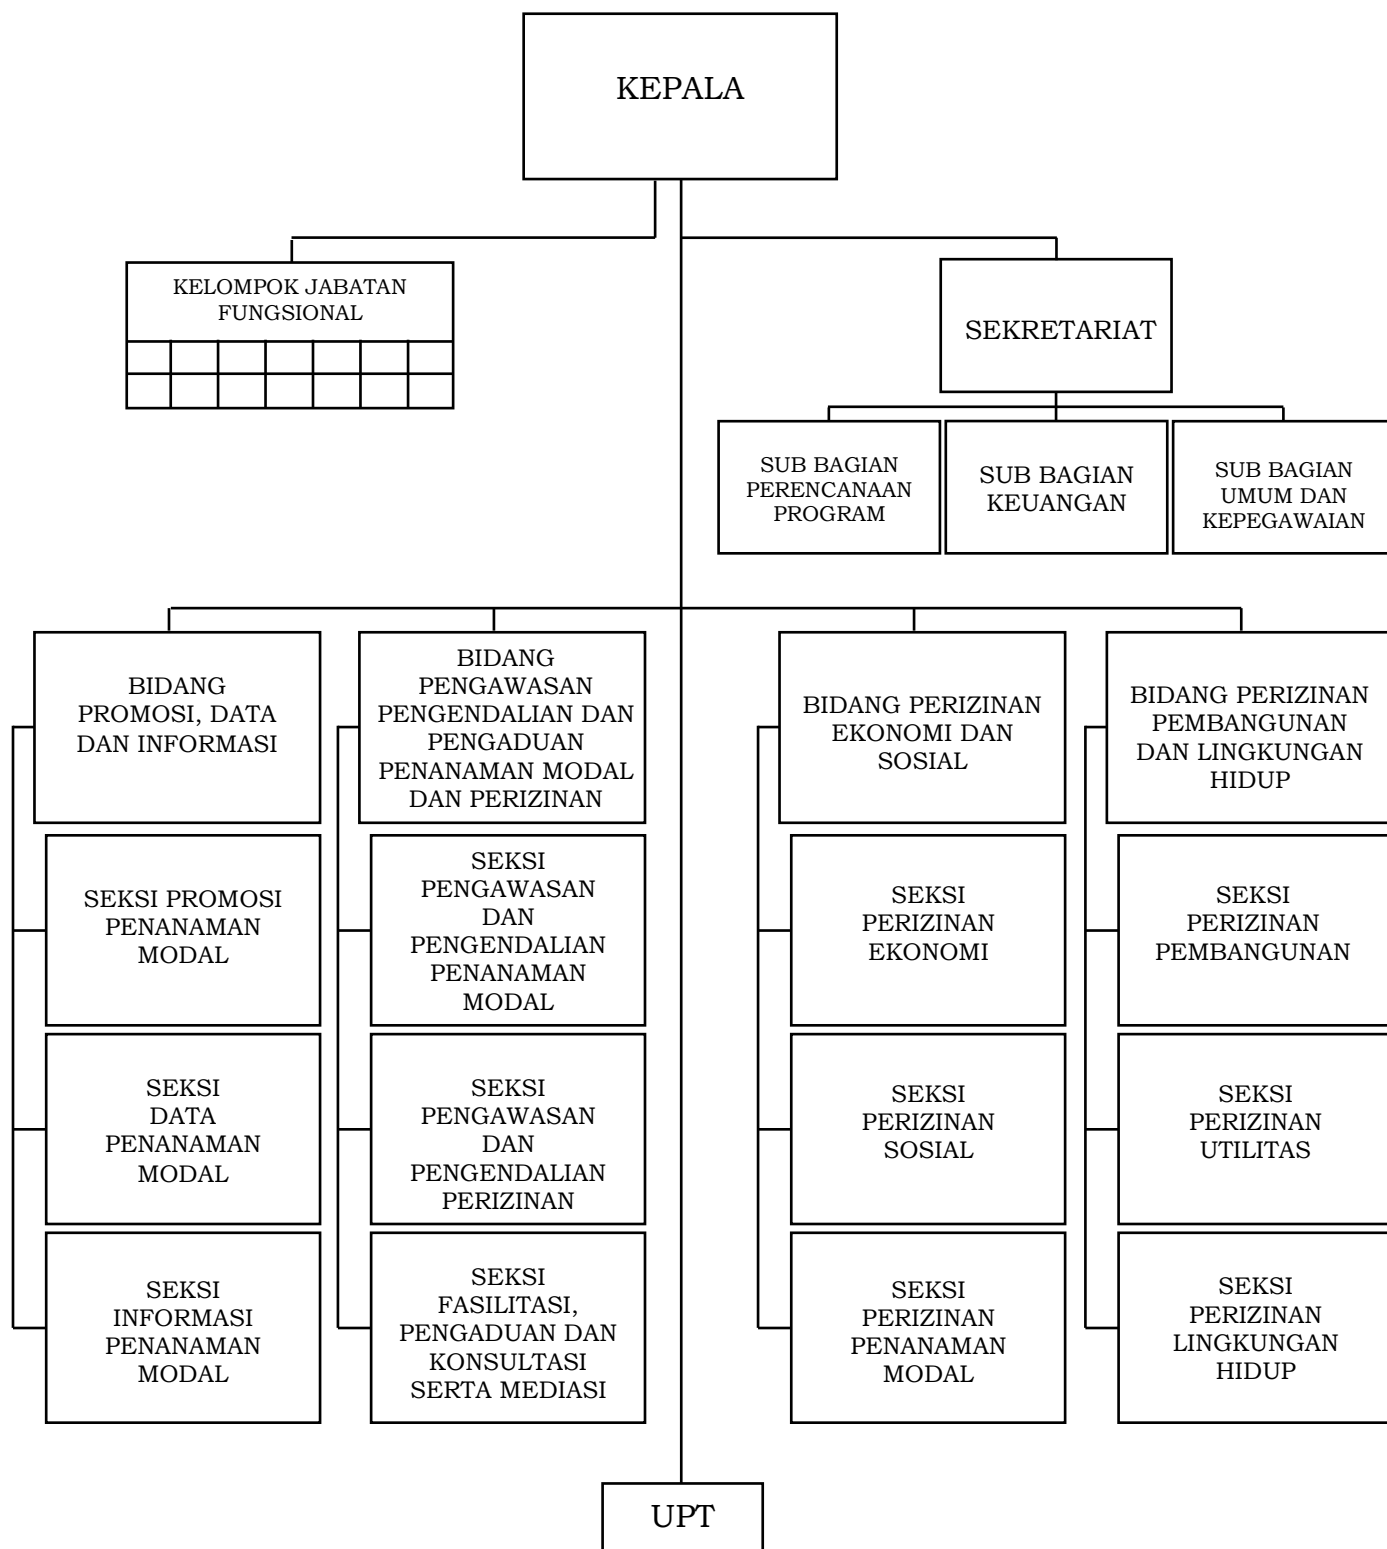 KEPALA
KELOMPOK JABATAN
FUNGSIONAL
SEKRETARIAT
SUB BAGIAN
PERENCANAAN
PROGRAM
SUB BAGIAN
KEUANGAN
SUB BAGIAN
UMUM DAN
KEPEGAWAIAN
BIDANG
PROMOSI, DATA
DAN INFORMASI
BIDANG
PENGAWASAN
PENGENDALIAN DAN
PENGADUAN
PENANAMAN MODAL
DAN PERIZINAN
BIDANG PERIZINAN
EKONOMI DAN
SOSIAL
BIDANG PERIZINAN
PEMBANGUNAN
DAN LINGKUNGAN
HIDUP
SEKSI PROMOSI
PENANAMAN
MODAL
SEKSI
PENGAWASAN
DAN
PENGENDALIAN
PENANAMAN
MODAL
SEKSI
PERIZINAN
EKONOMI
SEKSI
PERIZINAN
PEMBANGUNAN
SEKSI
DATA
PENANAMAN
MODAL
SEKSI
PENGAWASAN
DAN
PENGENDALIAN
PERIZINAN
SEKSI
PERIZINAN
SOSIAL
SEKSI
PERIZINAN
UTILITAS
SEKSI
INFORMASI
PENANAMAN
MODAL
SEKSI
FASILITASI,
PENGADUAN DAN
KONSULTASI
SERTA MEDIASI
SEKSI
PERIZINAN
PENANAMAN
MODAL
SEKSI
PERIZINAN
LINGKUNGAN
HIDUP
UPT